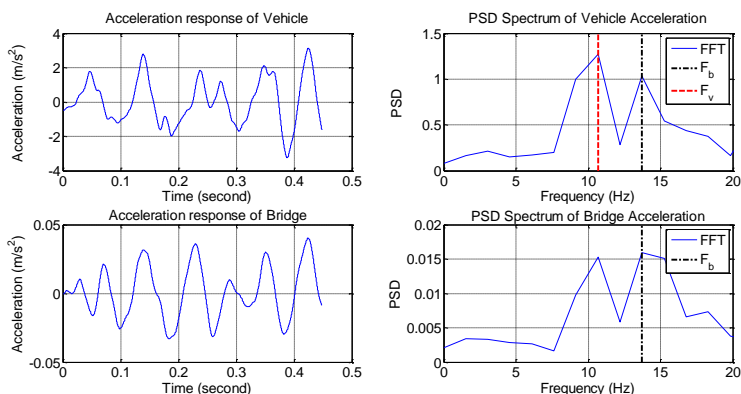 Acceleration response of Vehicle
Acceleration (m/s²)
4
2
0
-2
-4
0 0.1 0.2 0.3 0.4 0.5
Time (second)
PSD Spectrum of Vehicle Acceleration
PSD
1.5
1
0.5
0
0 5 10 15 20
Frequency (Hz)
FFT
F_b
F_v
Acceleration response of Bridge
Acceleration (m/s²)
0.05
0
-0.05
0 0.1 0.2 0.3 0.4 0.5
Time (second)
PSD Spectrum of Bridge Acceleration
PSD
0.02
0.015
0.01
0.005
0
0 5 10 15 20
Frequency (Hz)
FFT
F_b